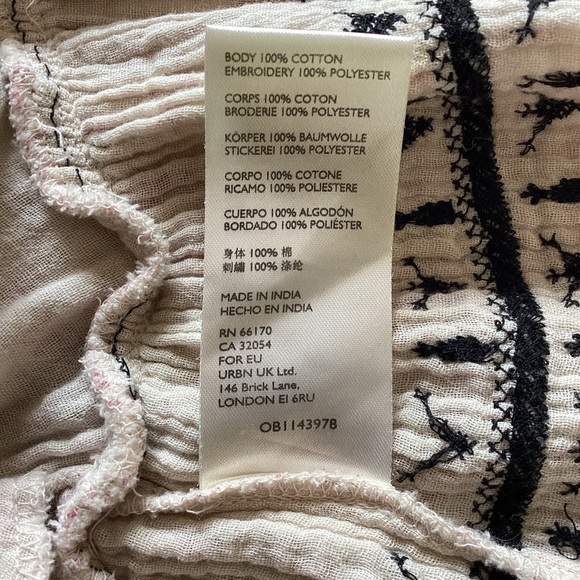 BODY 100% COTTON
EMBROIDERY 100% POLYESTER
CORPS 100% COTON
BRODERIE 100% POLYESTER
KÖRPER 100% BAUMWOLLE
STICKEREI 100% POLYESTER
CORPO 100% COTONE
RICAMO 100% POLIESTERE
CUERPO 100% ALGODÓN
BORDADO 100% POLIÉSTER
身体 100% 棉
刺繡 100% 涤纶
MADE IN INDIA
HECHO EN INDIA
RN 66170
CA 32054
FOR EU
URBN UK Ltd.
146 Brick Lane,
LONDON E1 6RU
OB1143978